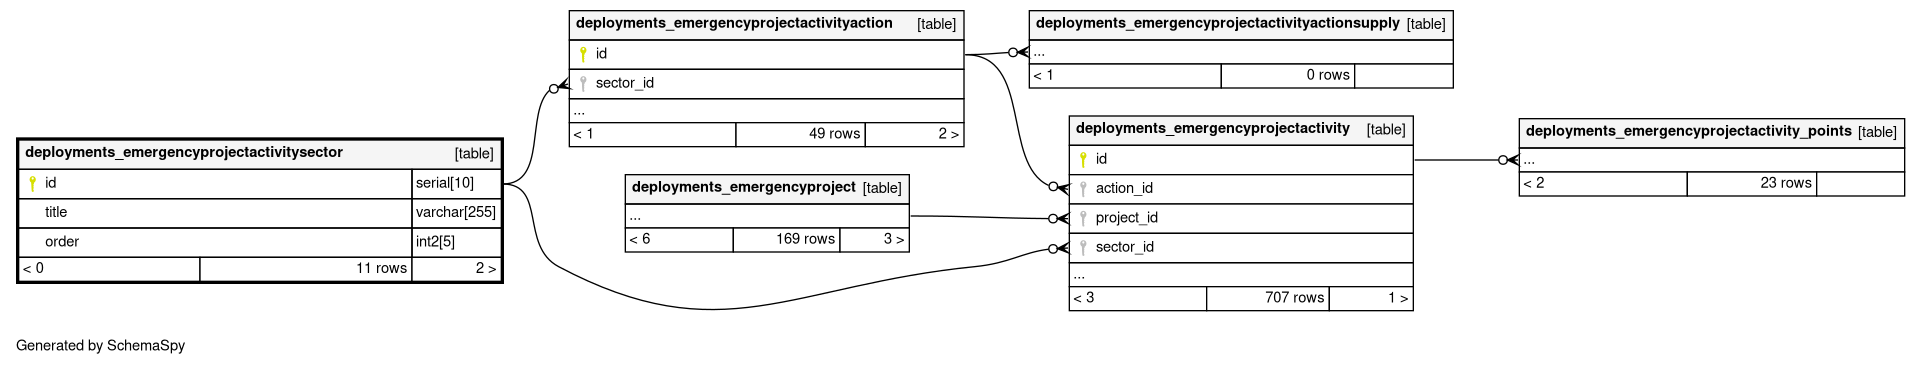 deployments_emergencyprojectactivitysector [table]
id serial[10]
title varchar[255]
order int2[5]
< 0 11 rows 2 >
deployments_emergencyprojectactivityaction [table]
id
sector_id
...
< 1 49 rows 2 >
deployments_emergencyproject [table]
...
< 6 169 rows 3 >
deployments_emergencyprojectactivityactionsupply [table]
...
< 1 0 rows
deployments_emergencyprojectactivity [table]
id
action_id
project_id
sector_id
...
< 3 707 rows 1 >
deployments_emergencyprojectactivity_points [table]
...
< 2 23 rows
Generated by SchemaSpy